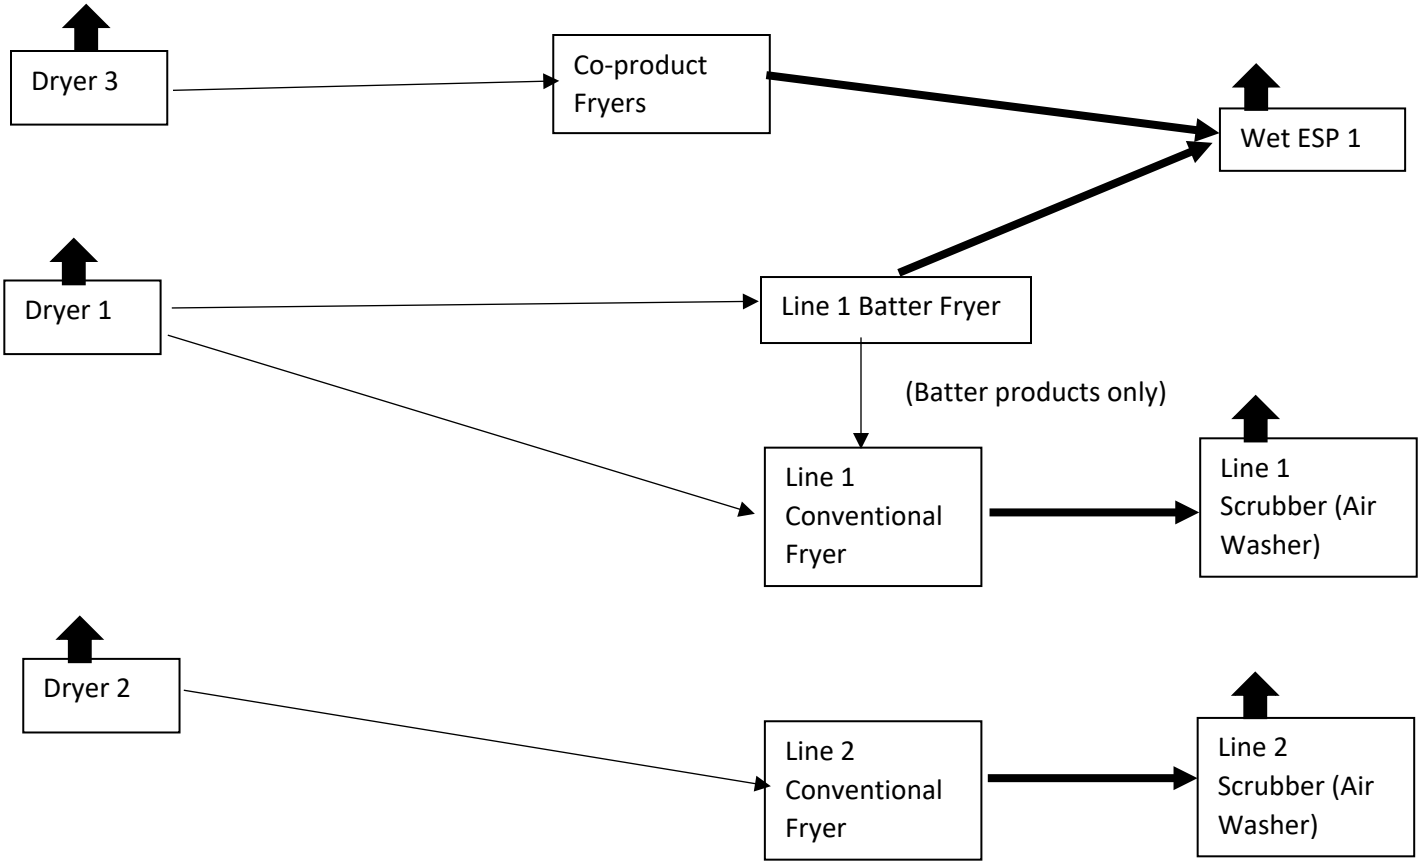 Dryer 3
Co-product
Fryers
Wet ESP 1
Dryer 1
Line 1 Batter Fryer
(Batter products only)
Line 1
Conventional
Fryer
Line 1
Scrubber (Air
Washer)
Dryer 2
Line 2
Conventional
Fryer
Line 2
Scrubber (Air
Washer)